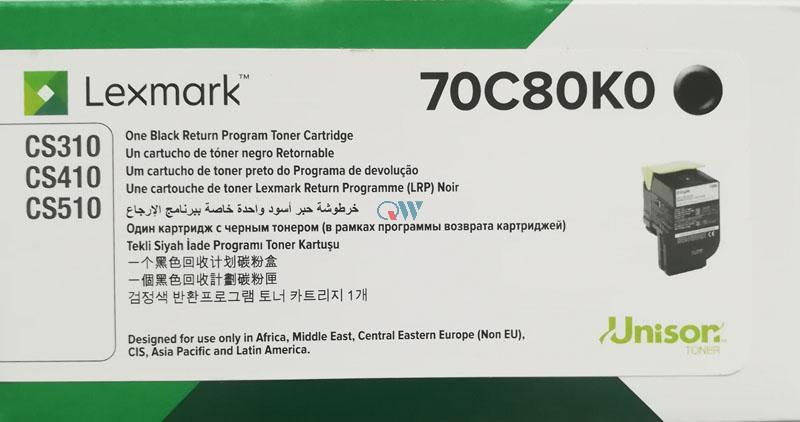 Lexmark™
70C80K0
CS310
CS410
CS510
One Black Return Program Toner Cartridge
Un cartucho de tóner negro Retornable
Um cartucho de toner preto do Programa de devolução
Une cartouche de toner Lexmark Return Programme (LRP) Noir
خرطوشة حبر أسود واحدة خاصة ببرنامج الإرجاع
QW
Один картридж с черным тонером (в рамках программы возврата картриджей)
Tekli Siyah İade Programı Toner Kartuşu
一个黑色回收计划碳粉盒
一個黑色回收計劃碳粉匣
검정색 반환프로그램 토너 카트리지 1개
Designed for use only in Africa, Middle East, Central Eastern Europe (Non EU),
CIS, Asia Pacific and Latin America.
Unison™
TONER